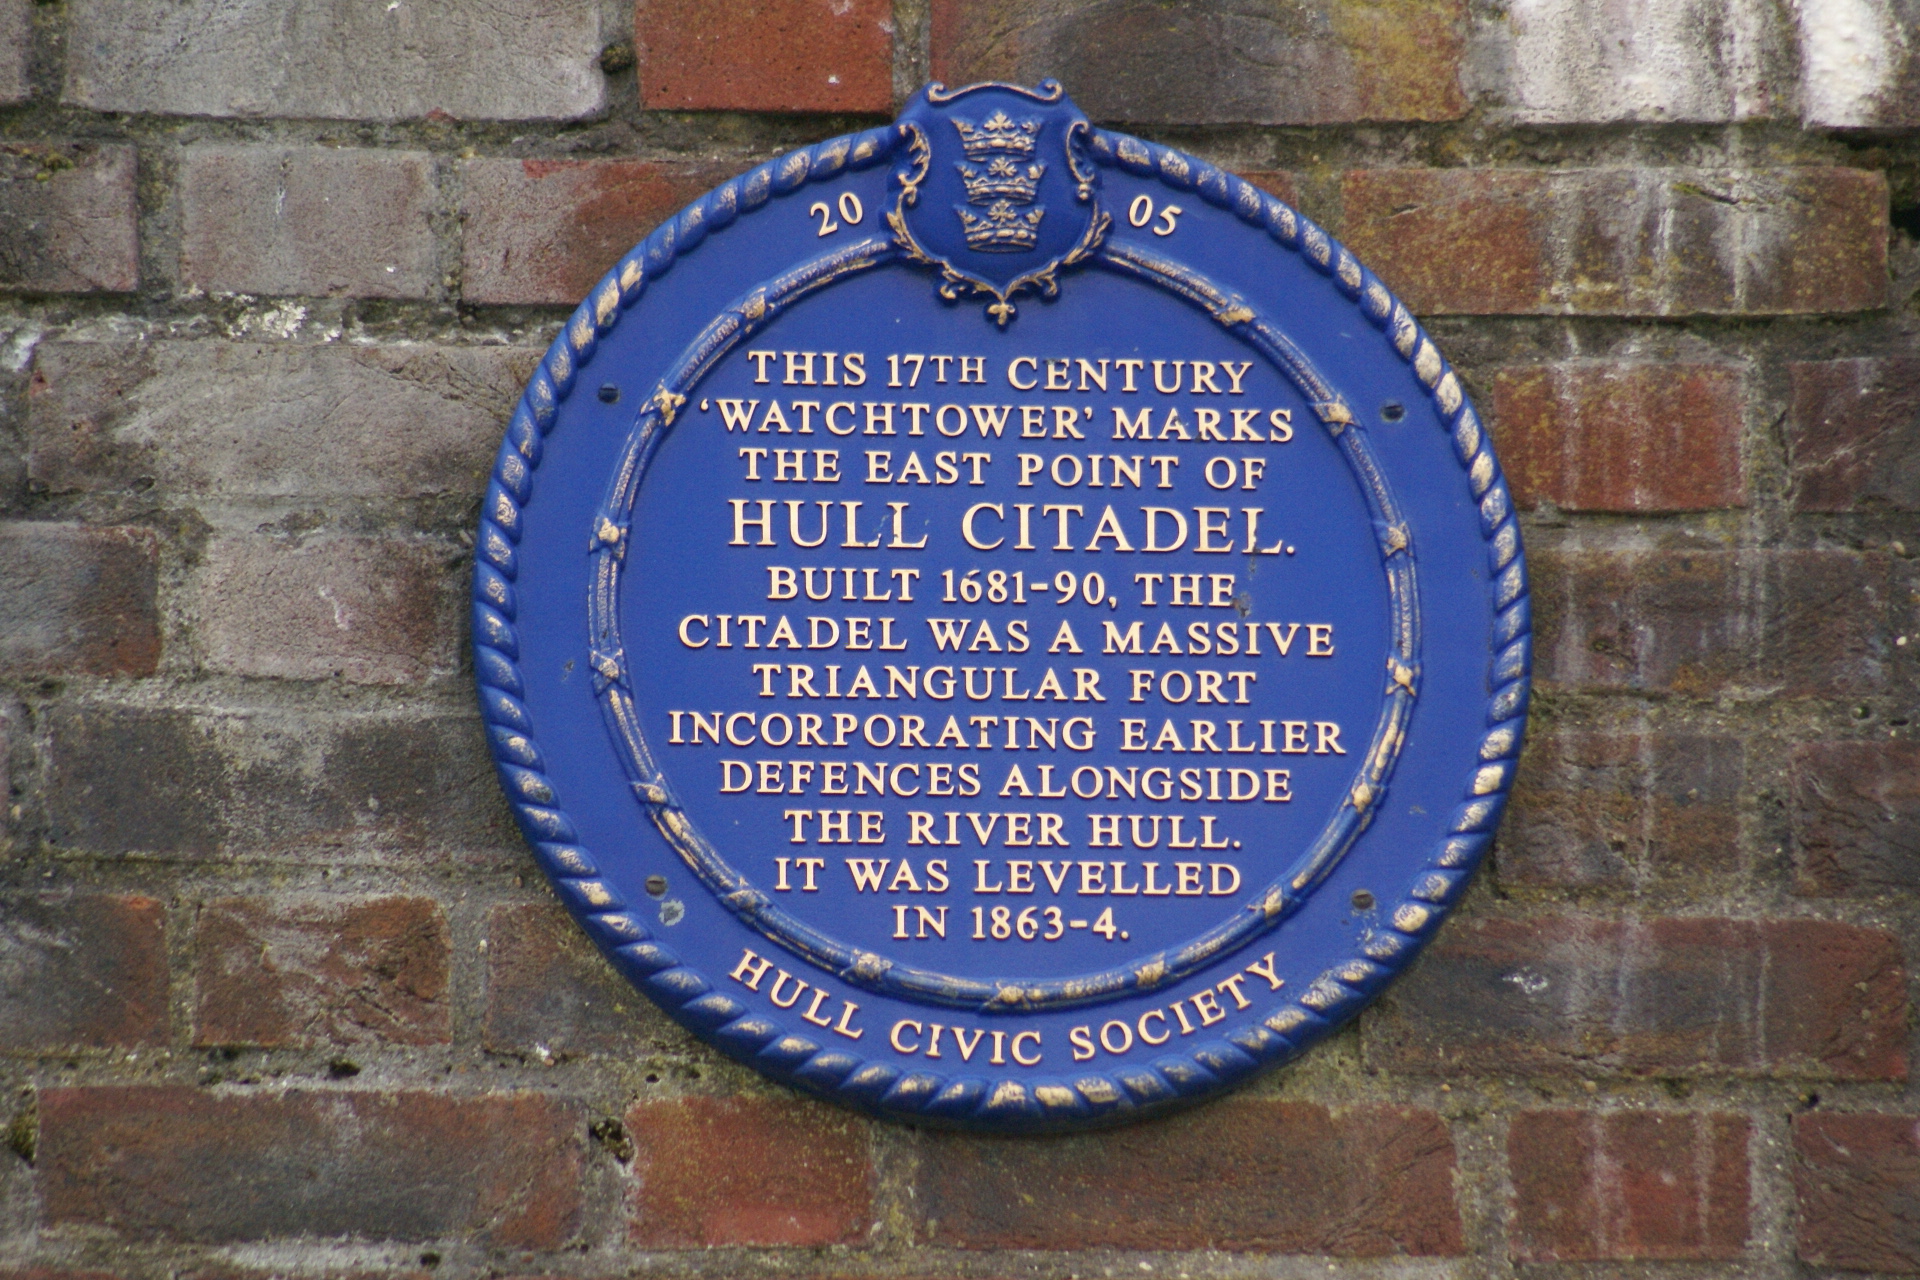 20 05
THIS 17TH CENTURY
‘WATCHTOWER’ MARKS
THE EAST POINT OF
HULL CITADEL.
BUILT 1681-90, THE
CITADEL WAS A MASSIVE
TRIANGULAR FORT
INCORPORATING EARLIER
DEFENCES ALONGSIDE
THE RIVER HULL.
IT WAS LEVELLED
IN 1863-4.
HULL CIVIC SOCIETY